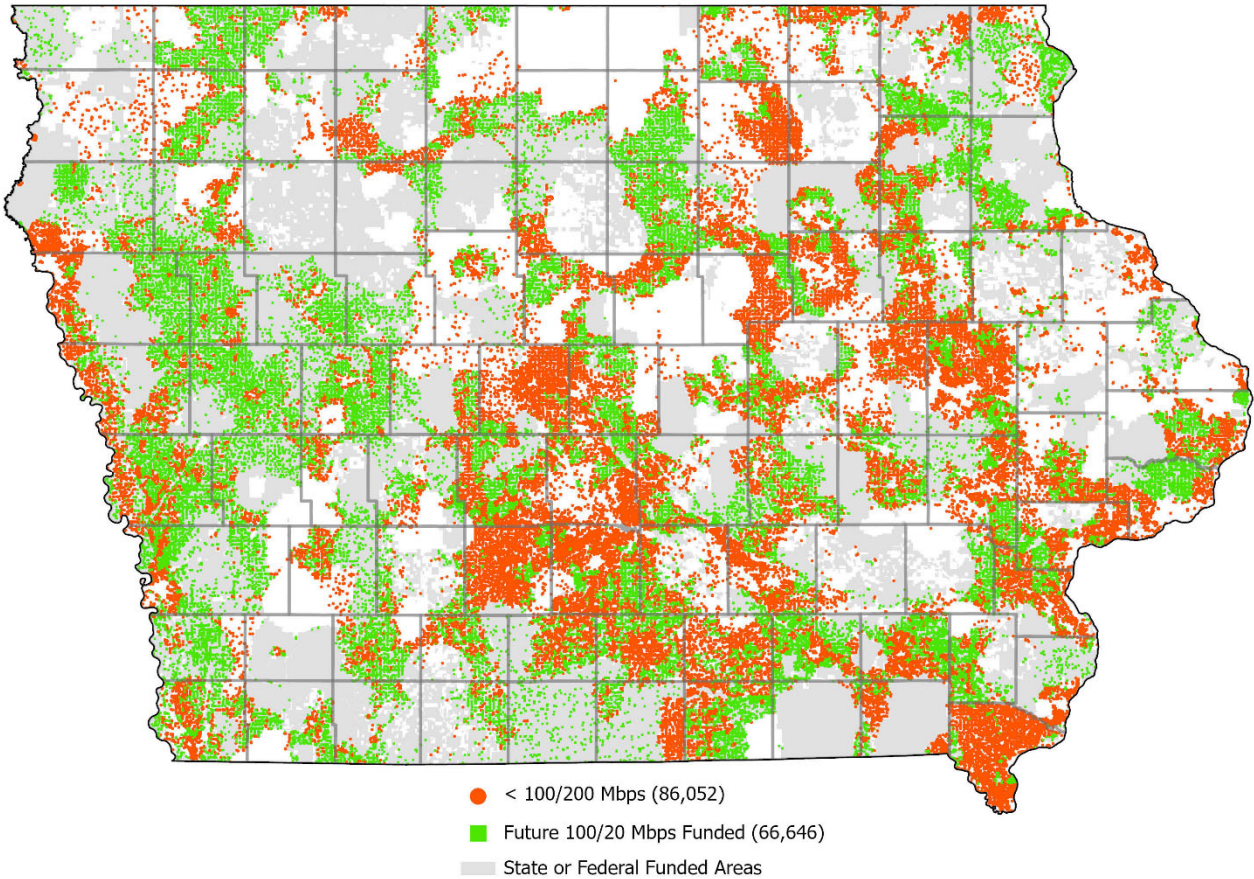 < 100/200 Mbps (86,052)
Future 100/20 Mbps Funded (66,646)
State or Federal Funded Areas